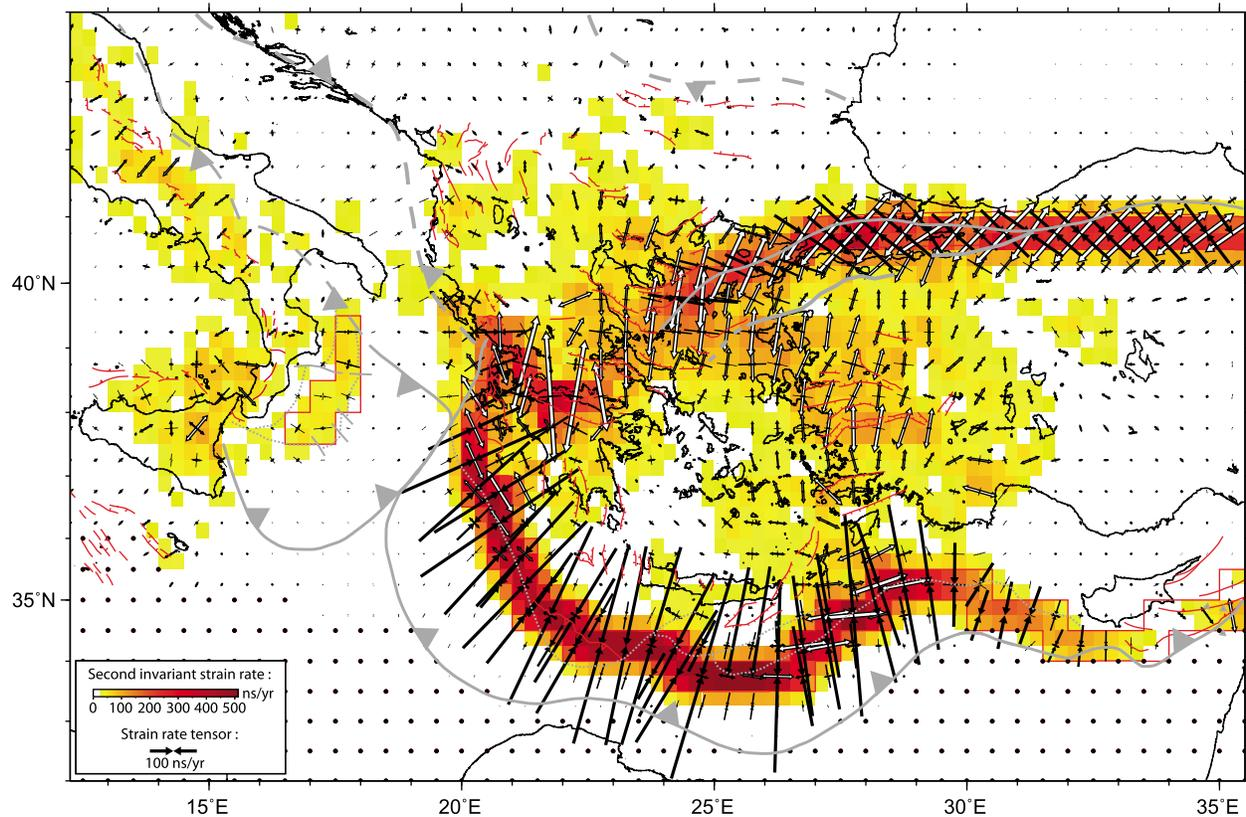 40˚N
35˚N
Second invariant strain rate :
ns/yr
0 100 200 300 400 500
Strain rate tensor :
100 ns/yr
15˚E 20˚E 25˚E 30˚E 35˚E